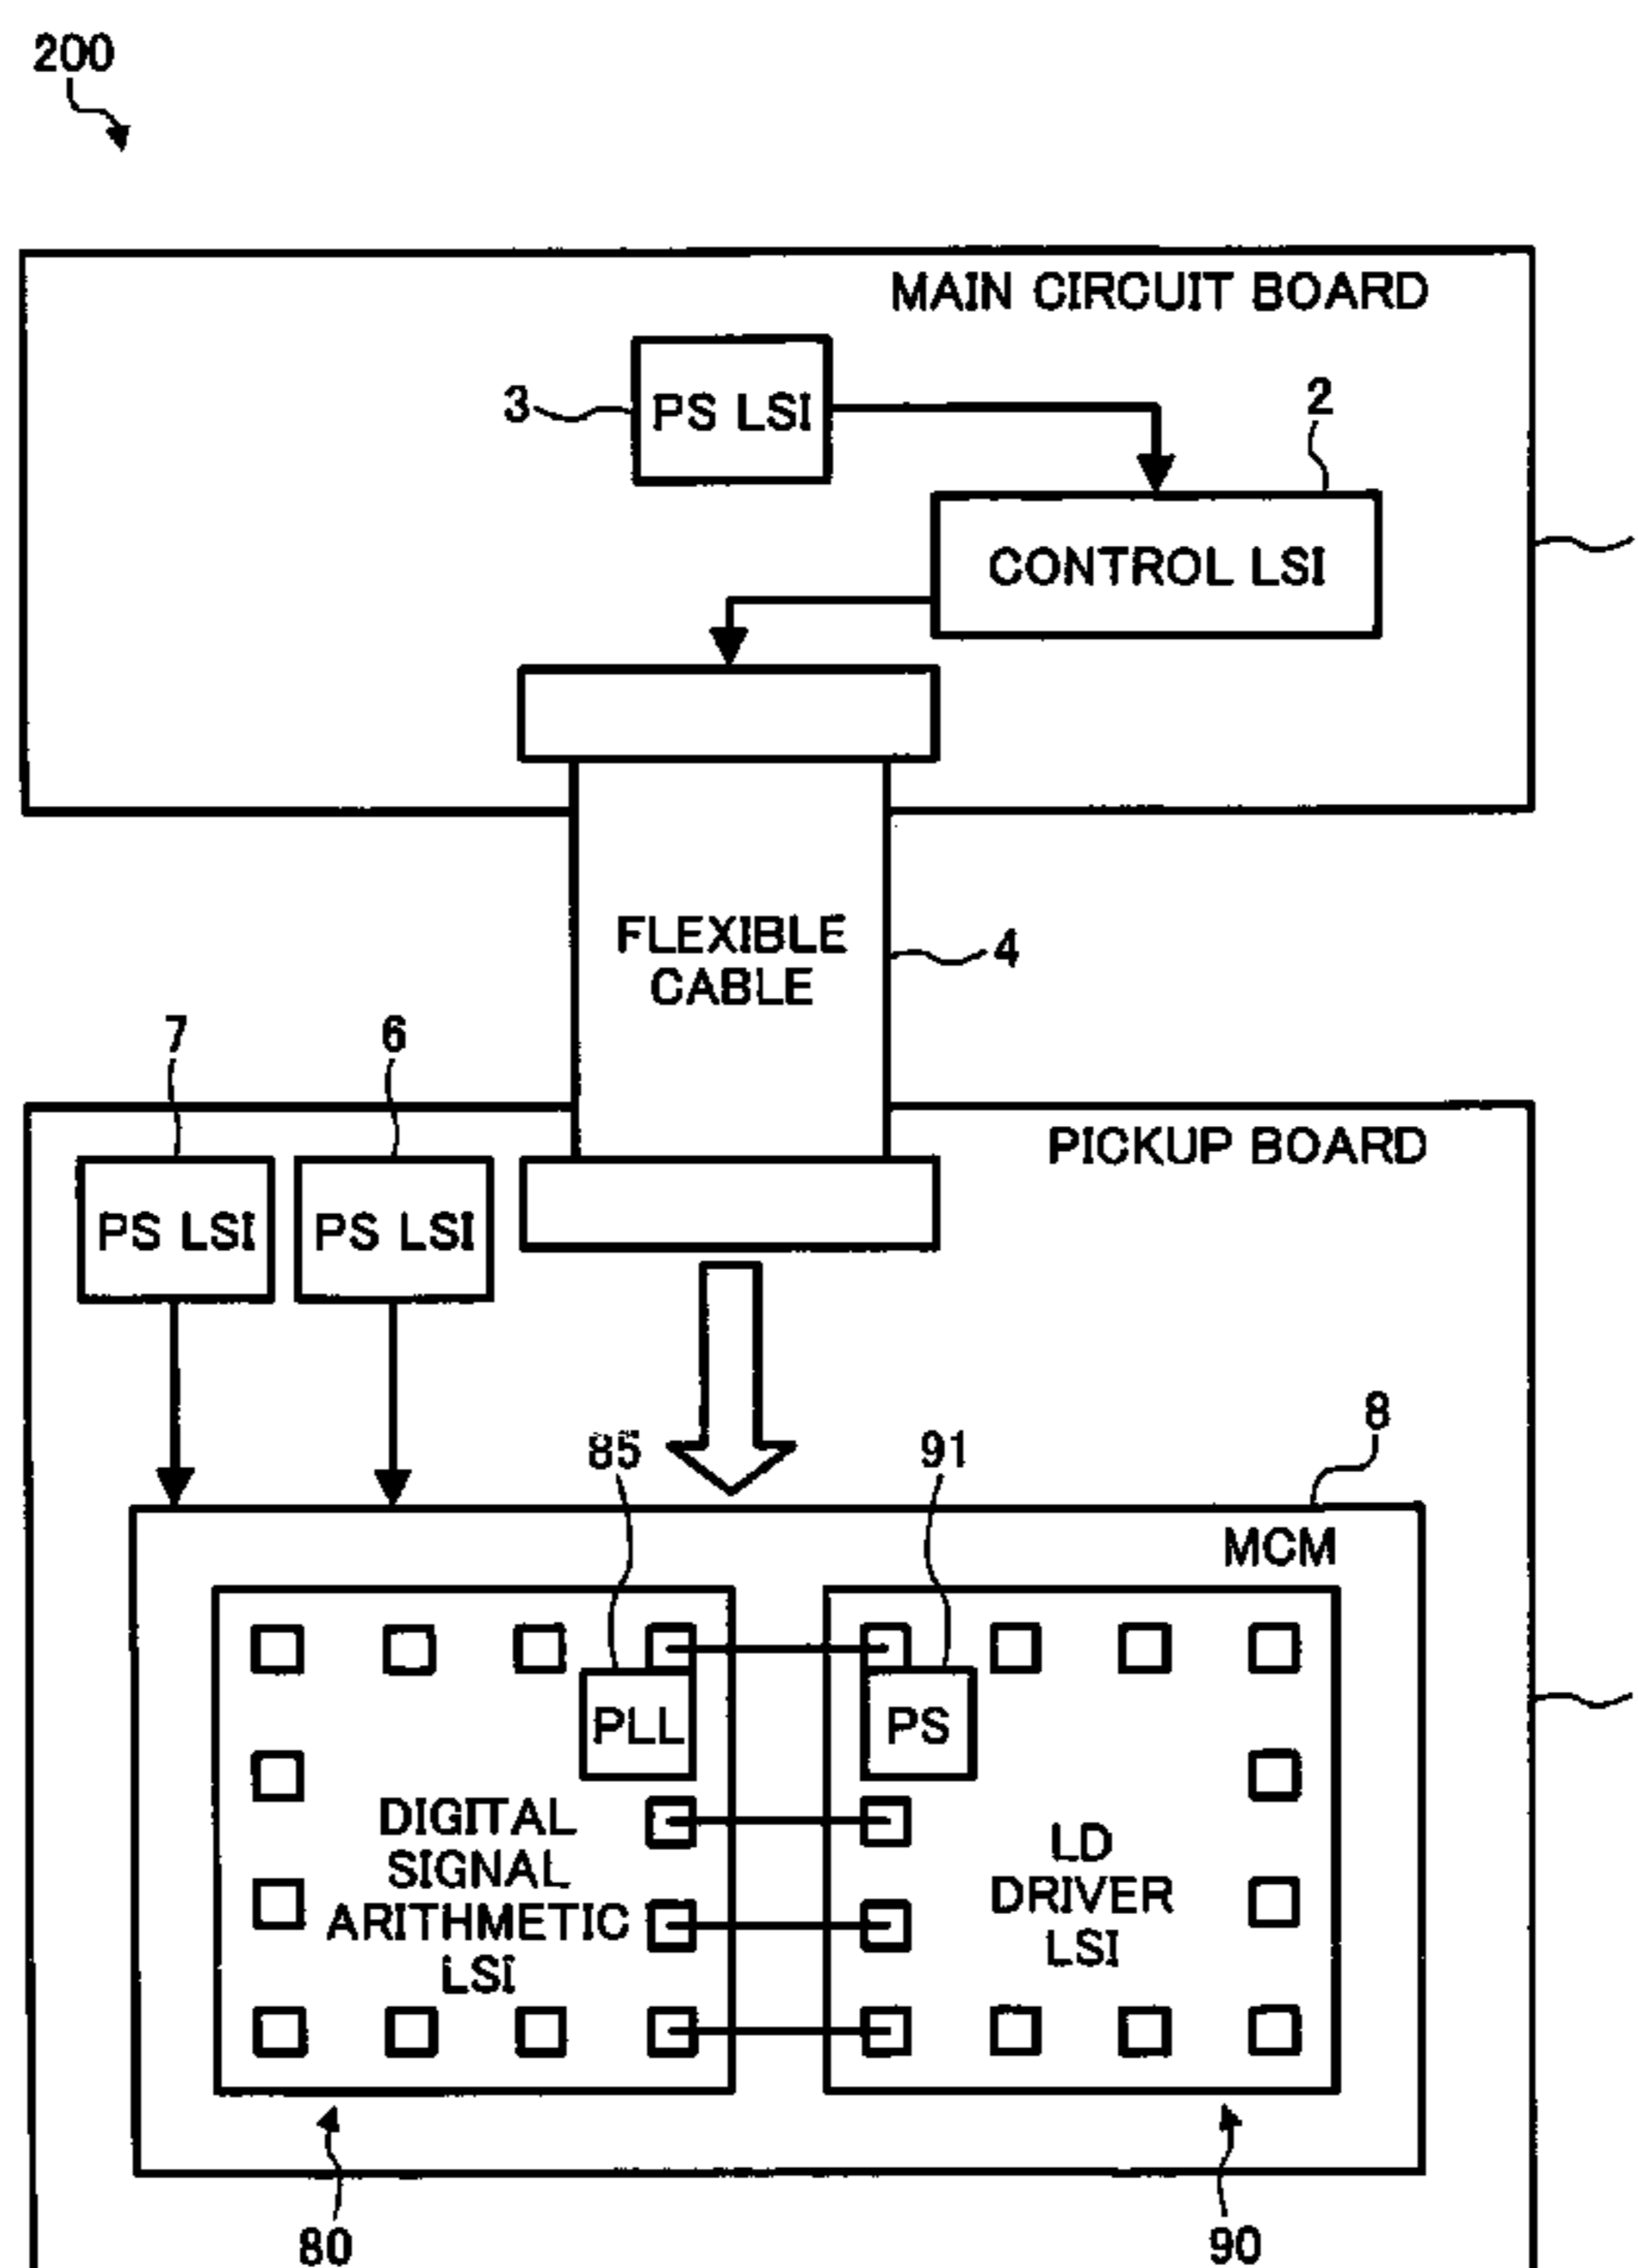 200
MAIN CIRCUIT BOARD
3
PS LSI
2
CONTROL LSI
FLEXIBLE
CABLE
4
7
6
PICKUP BOARD
PS LSI
PS LSI
8
85
91
MCM
PLL
PS
DIGITAL
SIGNAL
ARITHMETIC
LSI
LD
DRIVER
LSI
80
90